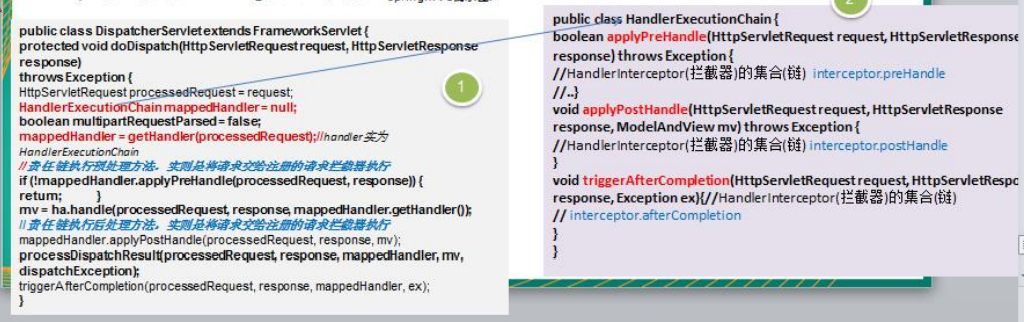 public class DispatcherServlet extends FrameworkServlet {
protected void doDispatch(HttpServletRequest request, HttpServletResponse
response)
throws Exception {
HttpServletRequest processedRequest = request;
HandlerExecutionChain mappedHandler = null;
boolean multipartRequestParsed = false;
mappedHandler = getHandler(processedRequest);//handler实为
HandlerExecutionChain
//责任链执行预处理方法，实则是将请求交给注册的请求拦截器执行
if (!mappedHandler.applyPreHandle(processedRequest, response)) {
return; }
mv = ha.handle(processedRequest, response, mappedHandler.getHandler());
//责任链执行后处理方法，实则是将请求交给注册的请求拦截器执行
mappedHandler.applyPostHandle(processedRequest, response, mv);
processDispatchResult(processedRequest, response, mappedHandler, mv,
dispatchException);
triggerAfterCompletion(processedRequest, response, mappedHandler, ex);
}
1
2
public class HandlerExecutionChain {
boolean applyPreHandle(HttpServletRequest request, HttpServletResponse
response) throws Exception {
//HandlerInterceptor(拦截器)的集合(链) interceptor.preHandle
//..}
void applyPostHandle(HttpServletRequest request, HttpServletResponse
response, ModelAndView mv) throws Exception {
//HandlerInterceptor(拦截器)的集合(链) interceptor.postHandle
}
void triggerAfterCompletion(HttpServletRequest request, HttpServletRespo
response, Exception ex){//HandlerInterceptor(拦截器)的集合(链)
// interceptor.afterCompletion
}
}